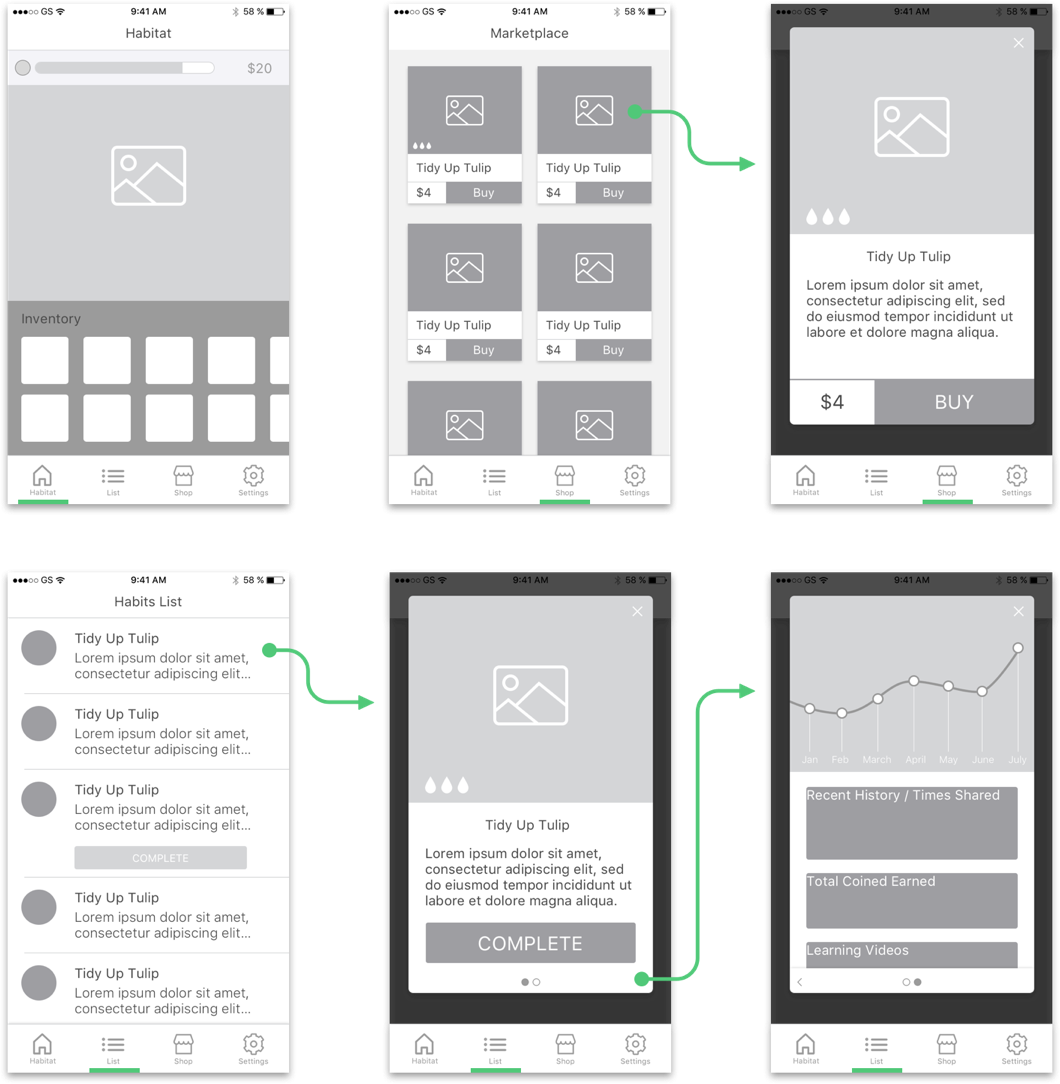 GS 9:41 AM 58 %
Habitat
$20
Inventory
Habitat List Shop Settings
GS 9:41 AM 58 %
Marketplace
Tidy Up Tulip Tidy Up Tulip
$4 Buy $4 Buy
Tidy Up Tulip Tidy Up Tulip
$4 Buy $4 Buy
Habitat List Shop Settings
GS 9:41 AM 58 %
Tidy Up Tulip
Lorem ipsum dolor sit amet,
consectetur adipiscing elit, sed
do eiusmod tempor incididunt ut
labore et dolore magna aliqua.
$4 BUY
Habitat List Shop Settings
GS 9:41 AM 58 %
Habits List
Tidy Up Tulip
Lorem ipsum dolor sit amet,
consectetur adipiscing elit...
Tidy Up Tulip
Lorem ipsum dolor sit amet,
consectetur adipiscing elit...
Tidy Up Tulip
Lorem ipsum dolor sit amet,
consectetur adipiscing elit...
COMPLETE
Tidy Up Tulip
Lorem ipsum dolor sit amet,
consectetur adipiscing elit...
Tidy Up Tulip
Lorem ipsum dolor sit amet,
consectetur adipiscing elit...
Habitat List Shop Settings
GS 9:41 AM 58 %
Tidy Up Tulip
Lorem ipsum dolor sit amet,
consectetur adipiscing elit, sed
do eiusmod tempor incididunt ut
labore et dolore magna aliqua.
COMPLETE
Habitat List Shop Settings
GS 9:41 AM 58 %
Jan Feb March April May June July
Recent History / Times Shared
Total Coined Earned
Learning Videos
Habitat List Shop Settings